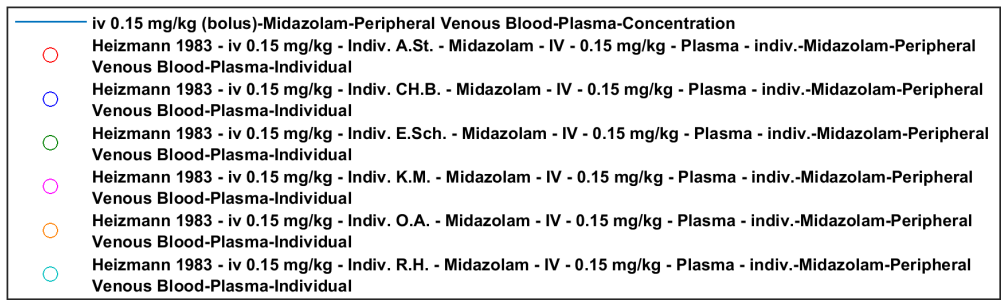 iv 0.15 mg/kg (bolus)-Midazolam-Peripheral Venous Blood-Plasma-Concentration
Heizmann 1983 - iv 0.15 mg/kg - Indiv. A.St. - Midazolam - IV - 0.15 mg/kg - Plasma - indiv.-Midazolam-Peripheral
Venous Blood-Plasma-Individual
Heizmann 1983 - iv 0.15 mg/kg - Indiv. CH.B. - Midazolam - IV - 0.15 mg/kg - Plasma - indiv.-Midazolam-Peripheral
Venous Blood-Plasma-Individual
Heizmann 1983 - iv 0.15 mg/kg - Indiv. E.Sch. - Midazolam - IV - 0.15 mg/kg - Plasma - indiv.-Midazolam-Peripheral
Venous Blood-Plasma-Individual
Heizmann 1983 - iv 0.15 mg/kg - Indiv. K.M. - Midazolam - IV - 0.15 mg/kg - Plasma - indiv.-Midazolam-Peripheral
Venous Blood-Plasma-Individual
Heizmann 1983 - iv 0.15 mg/kg - Indiv. O.A. - Midazolam - IV - 0.15 mg/kg - Plasma - indiv.-Midazolam-Peripheral
Venous Blood-Plasma-Individual
Heizmann 1983 - iv 0.15 mg/kg - Indiv. R.H. - Midazolam - IV - 0.15 mg/kg - Plasma - indiv.-Midazolam-Peripheral
Venous Blood-Plasma-Individual